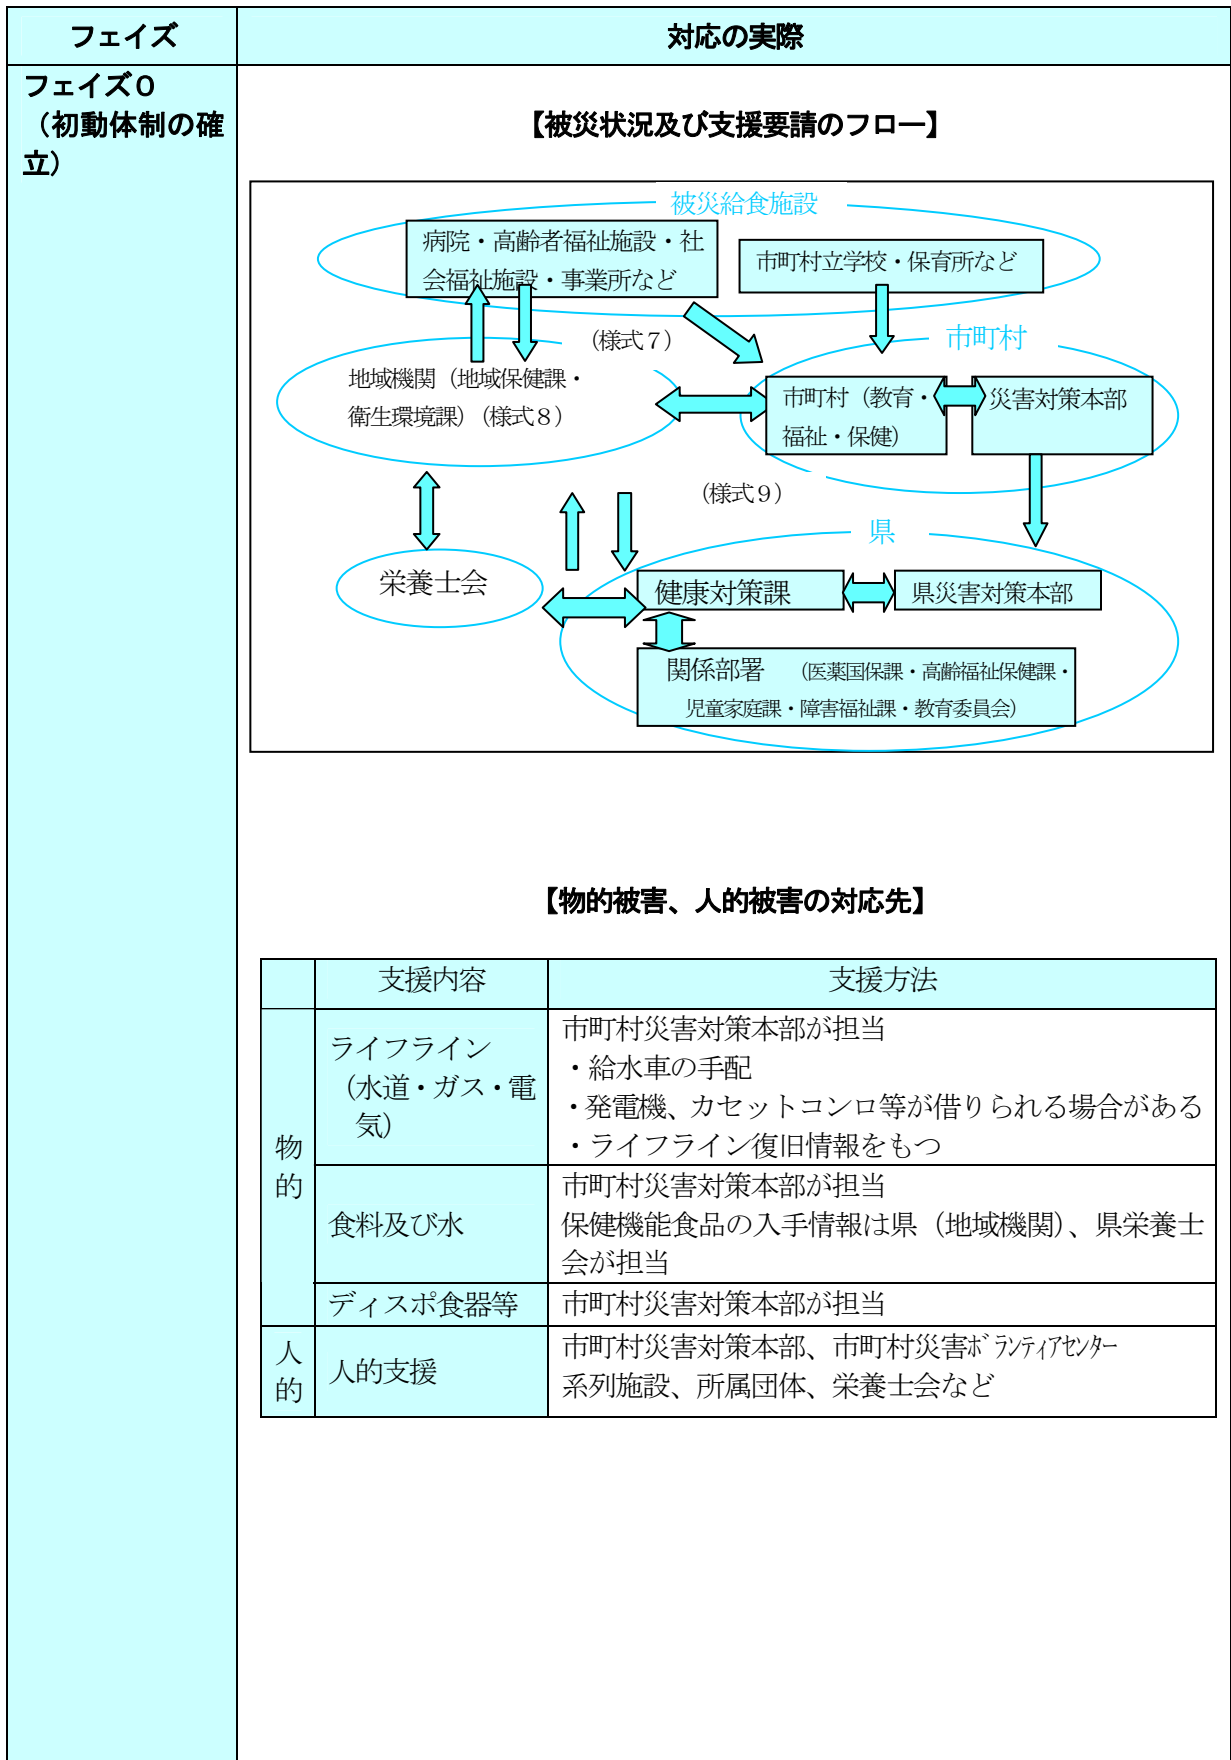 フェイズ
対応の実際
フェイズ０
（初動体制の確
立）
【被災状況及び支援要請のフロー】
被災給食施設
病院・高齢者福祉施設・社
会福祉施設・事業所など
市町村立学校・保育所など
（様式７）
市町村
地域機関（地域保健課・
衛生環境課）（様式８）
市町村（教育・
福祉・保健）
災害対策本部
（様式９）
県
栄養士会
健康対策課
県災害対策本部
関係部署　（医薬国保課・高齢福祉保健課・
児童家庭課・障害福祉課・教育委員会）
【物的被害、人的被害の対応先】
支援内容
支援方法
物
的
ライフライン
（水道・ガス・電
気）
市町村災害対策本部が担当
・給水車の手配
・発電機、カセットコンロ等が借りられる場合がある
・ライフライン復旧情報をもつ
食料及び水
市町村災害対策本部が担当
保健機能食品の入手情報は県（地域機関）、県栄養士
会が担当
ディスポ食器等
市町村災害対策本部が担当
人
的
人的支援
市町村災害対策本部、市町村災害ﾎﾞﾗﾝﾃｨｱｾﾝﾀｰ
系列施設、所属団体、栄養士会など